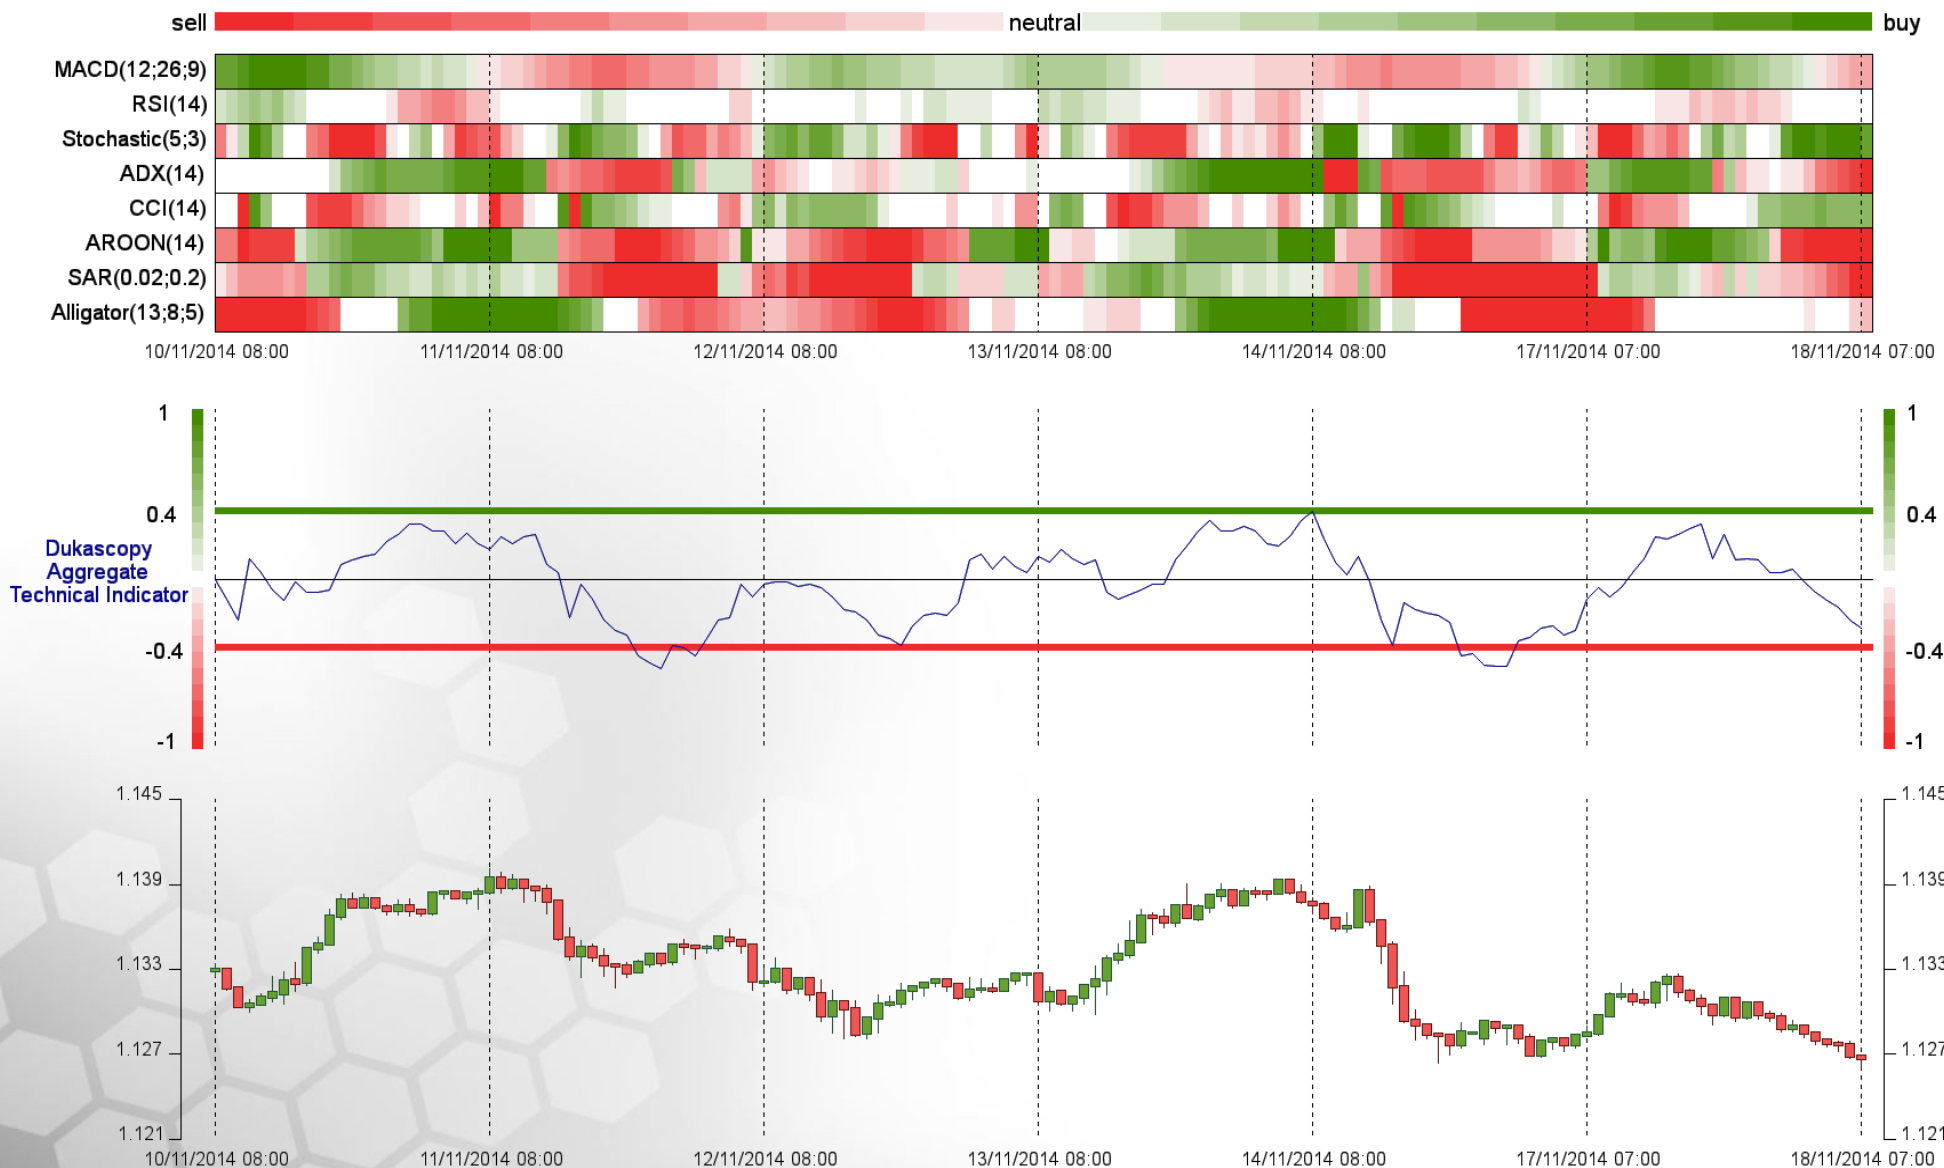 sell neutral buy
MACD(12;26;9)
RSI(14)
Stochastic(5;3)
ADX(14)
CCI(14)
AROON(14)
SAR(0.02;0.2)
Alligator(13;8;5)
10/11/2014 08:00 11/11/2014 08:00 12/11/2014 08:00 13/11/2014 08:00 14/11/2014 08:00 17/11/2014 07:00 18/11/2014 07:00
1 1
0.4 0.4
Dukascopy
Aggregate
Technical Indicator
-0.4 -0.4
-1 -1
1.145 1.145
1.139 1.139
1.133 1.133
1.127 1.127
1.121 1.121
10/11/2014 08:00 11/11/2014 08:00 12/11/2014 08:00 13/11/2014 08:00 14/11/2014 08:00 17/11/2014 07:00 18/11/2014 07:00